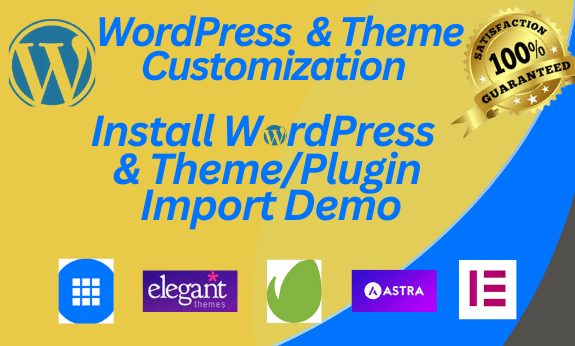 WordPress & Theme
Customization
SATISFACTION
100%
GUARANTEED
Install WordPress
& Theme/Plugin
Import Demo
elegant
themes
ASTRA